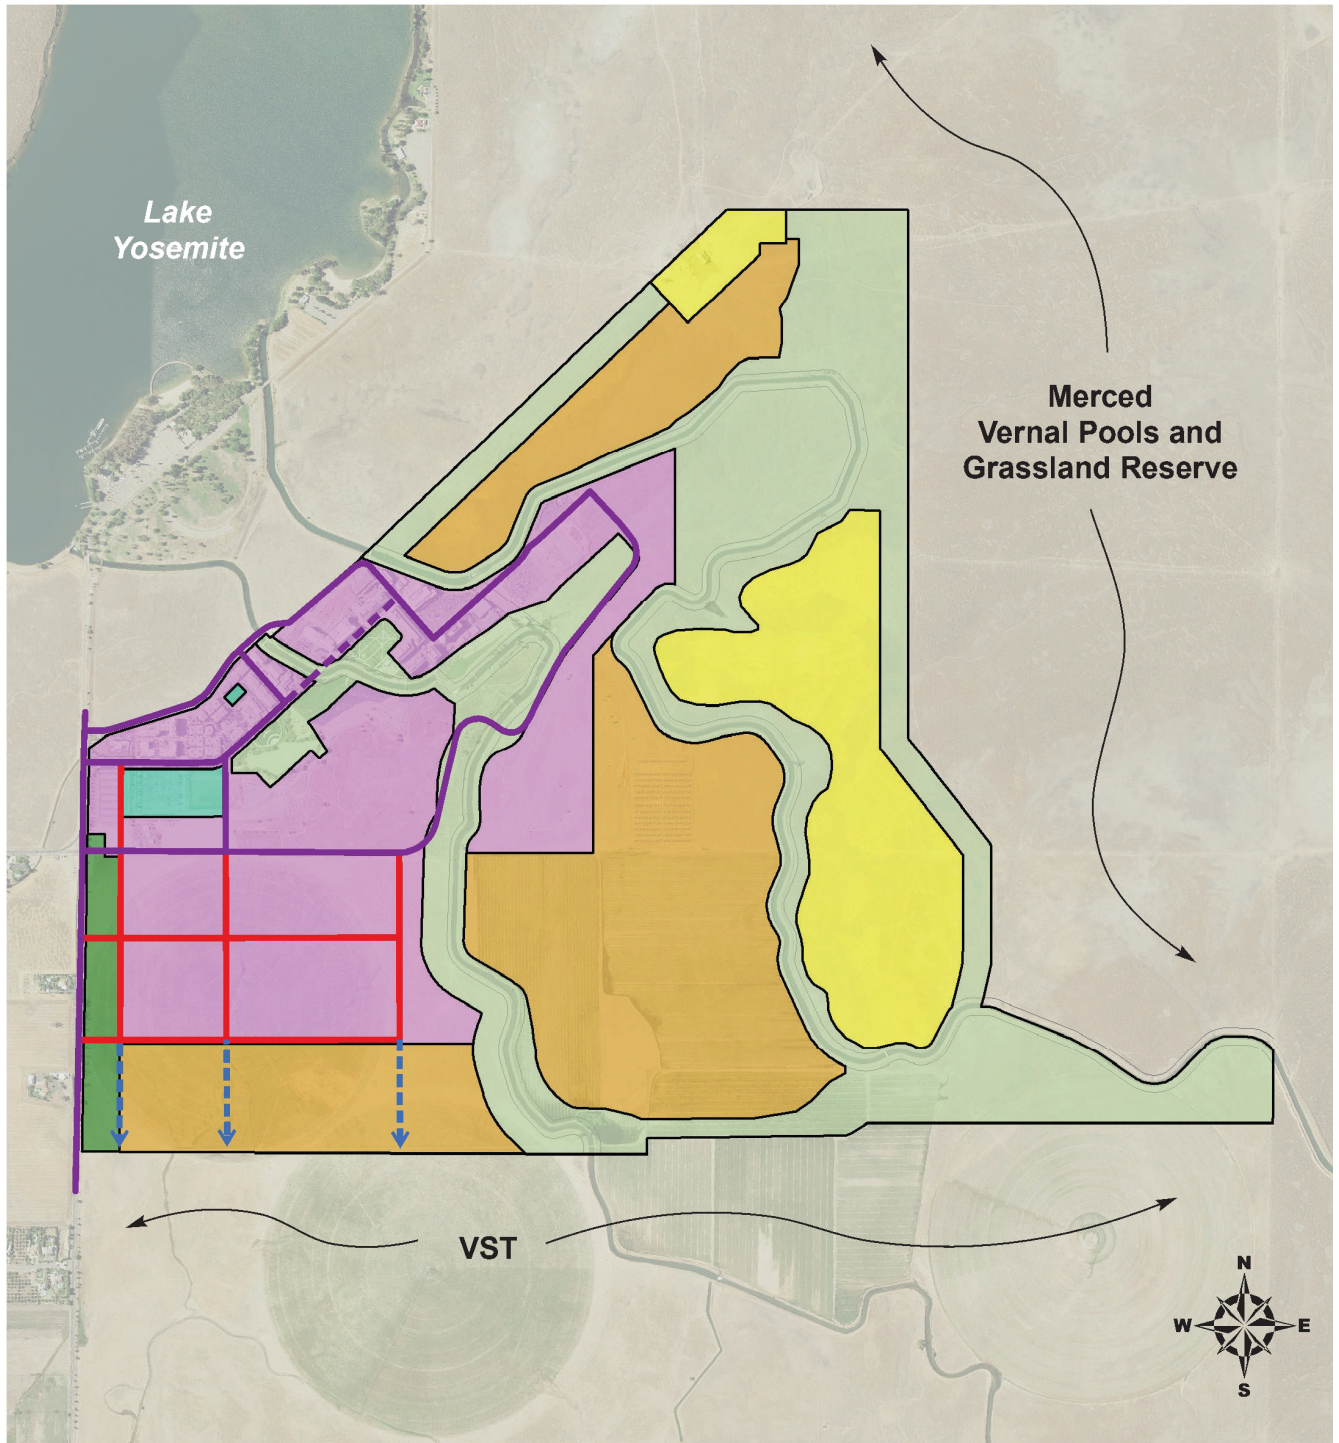 Lake
Yosemite
Merced
Vernal Pools and
Grassland Reserve
VST
N
W
E
S